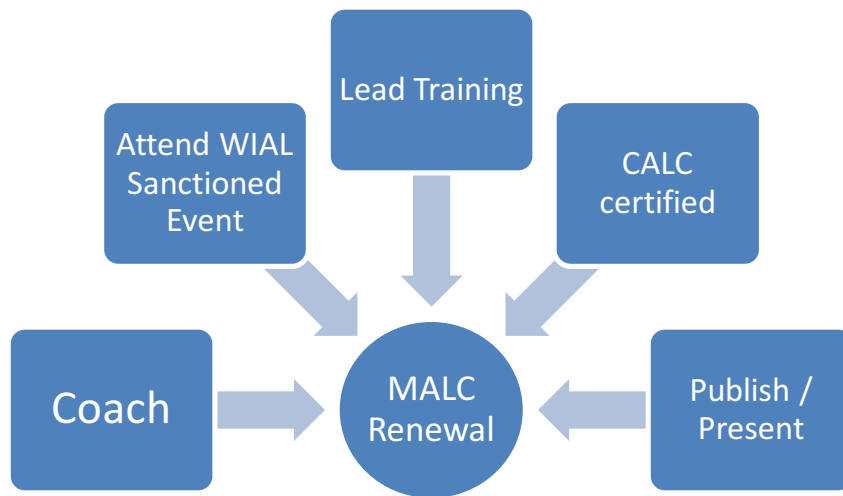 Lead Training
Attend WIAL
Sanctioned
Event
CALC
certified
Coach
MALC
Renewal
Publish /
Present